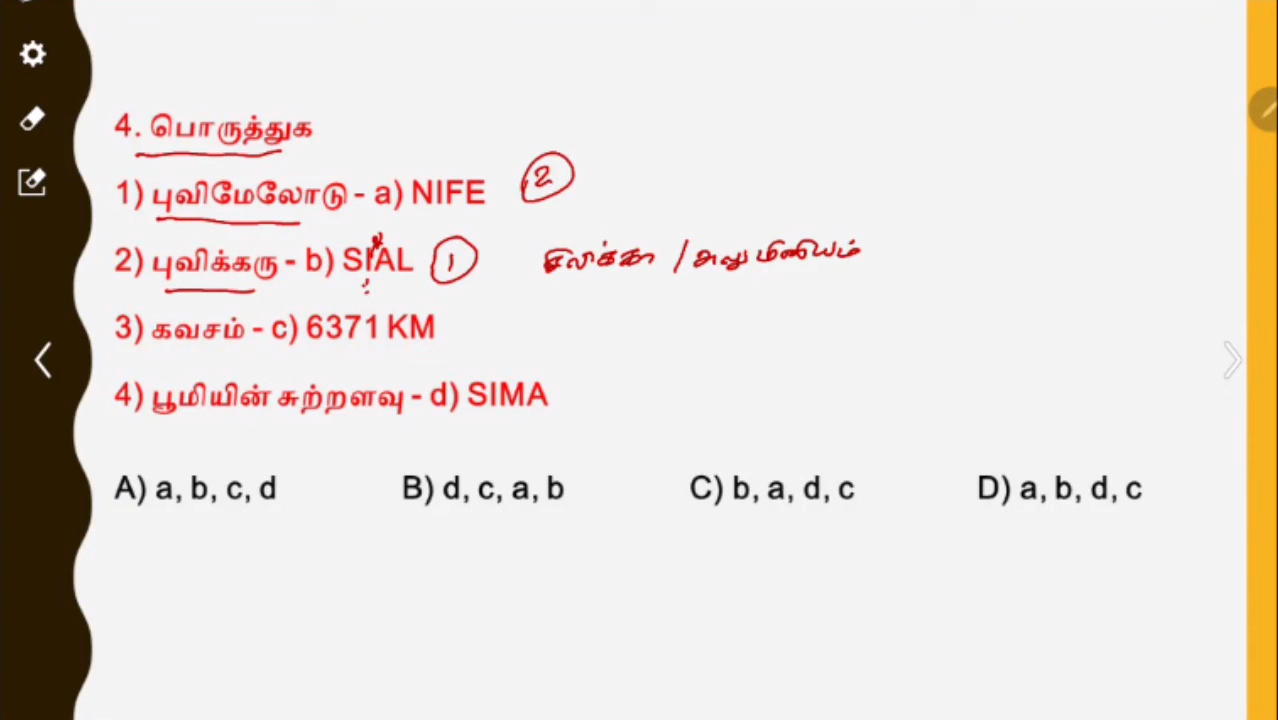 4. பொருத்துக
1) புவிமேலோடு - a) NIFE 2
2) புவிக்கரு - b) SIAL 1 சிலிக்கா / அலுமினியம்
3) கவசம் - c) 6371 KM
4) பூமியின் சுற்றளவு - d) SIMA
A) a, b, c, d B) d, c, a, b C) b, a, d, c D) a, b, d, c